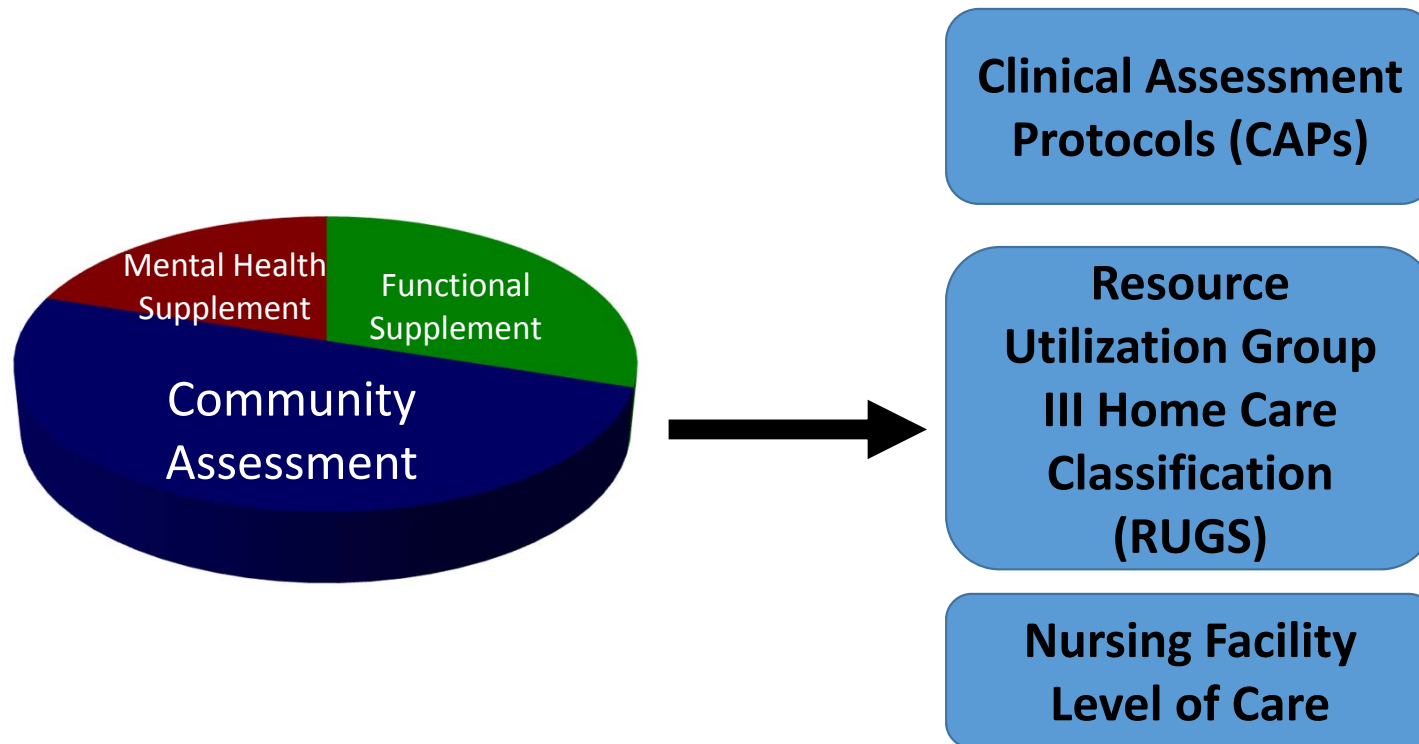 Mental Health
Supplement
Functional
Supplement
Community
Assessment
Clinical Assessment
Protocols (CAPs)
Resource
Utilization Group
III Home Care
Classification
(RUGS)
Nursing Facility
Level of Care